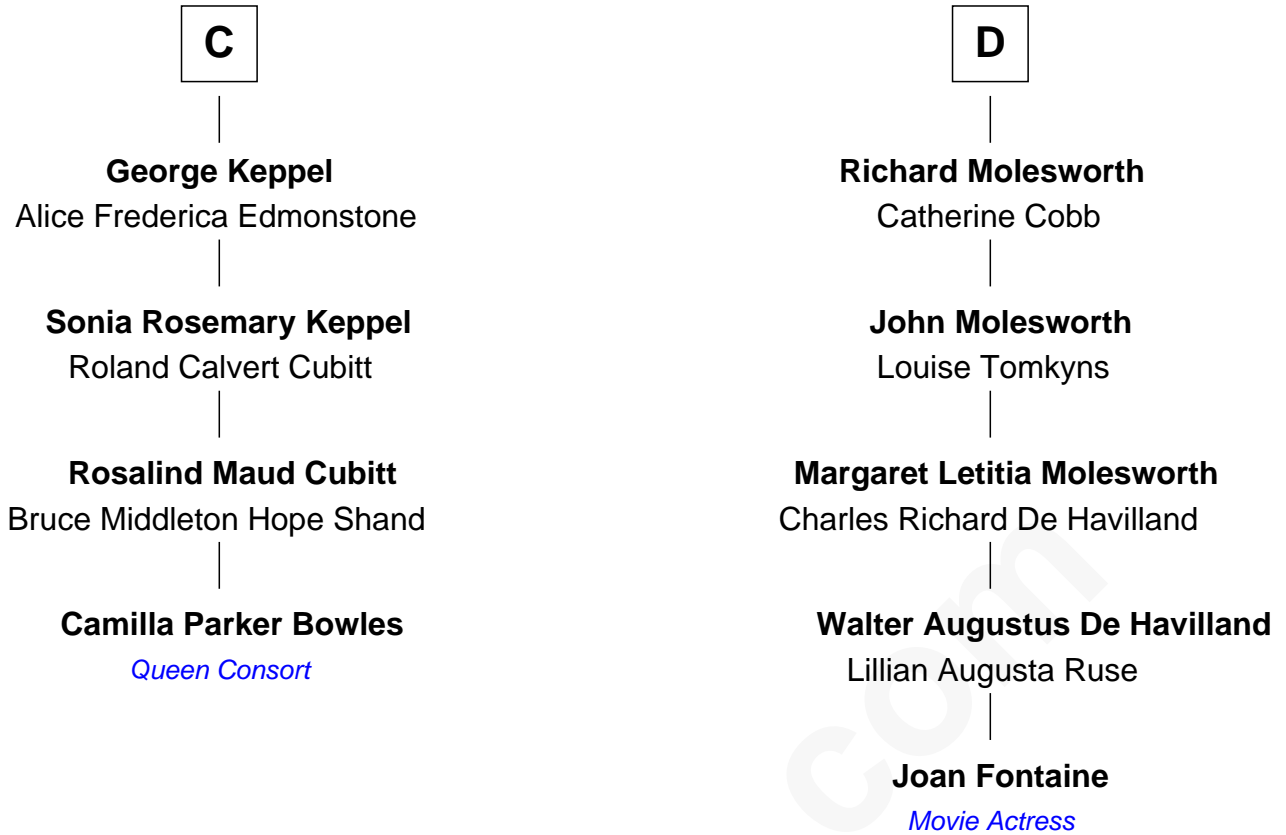 C
George Keppel
Alice Frederica Edmonstone
Sonia Rosemary Keppel
Roland Calvert Cubitt
Rosalind Maud Cubitt
Bruce Middleton Hope Shand
Camilla Parker Bowles
Queen Consort
D
Richard Molesworth
Catherine Cobb
John Molesworth
Louise Tomkyns
Margaret Letitia Molesworth
Charles Richard De Havilland
Walter Augustus De Havilland
Lillian Augusta Ruse
Joan Fontaine
Movie Actress
com